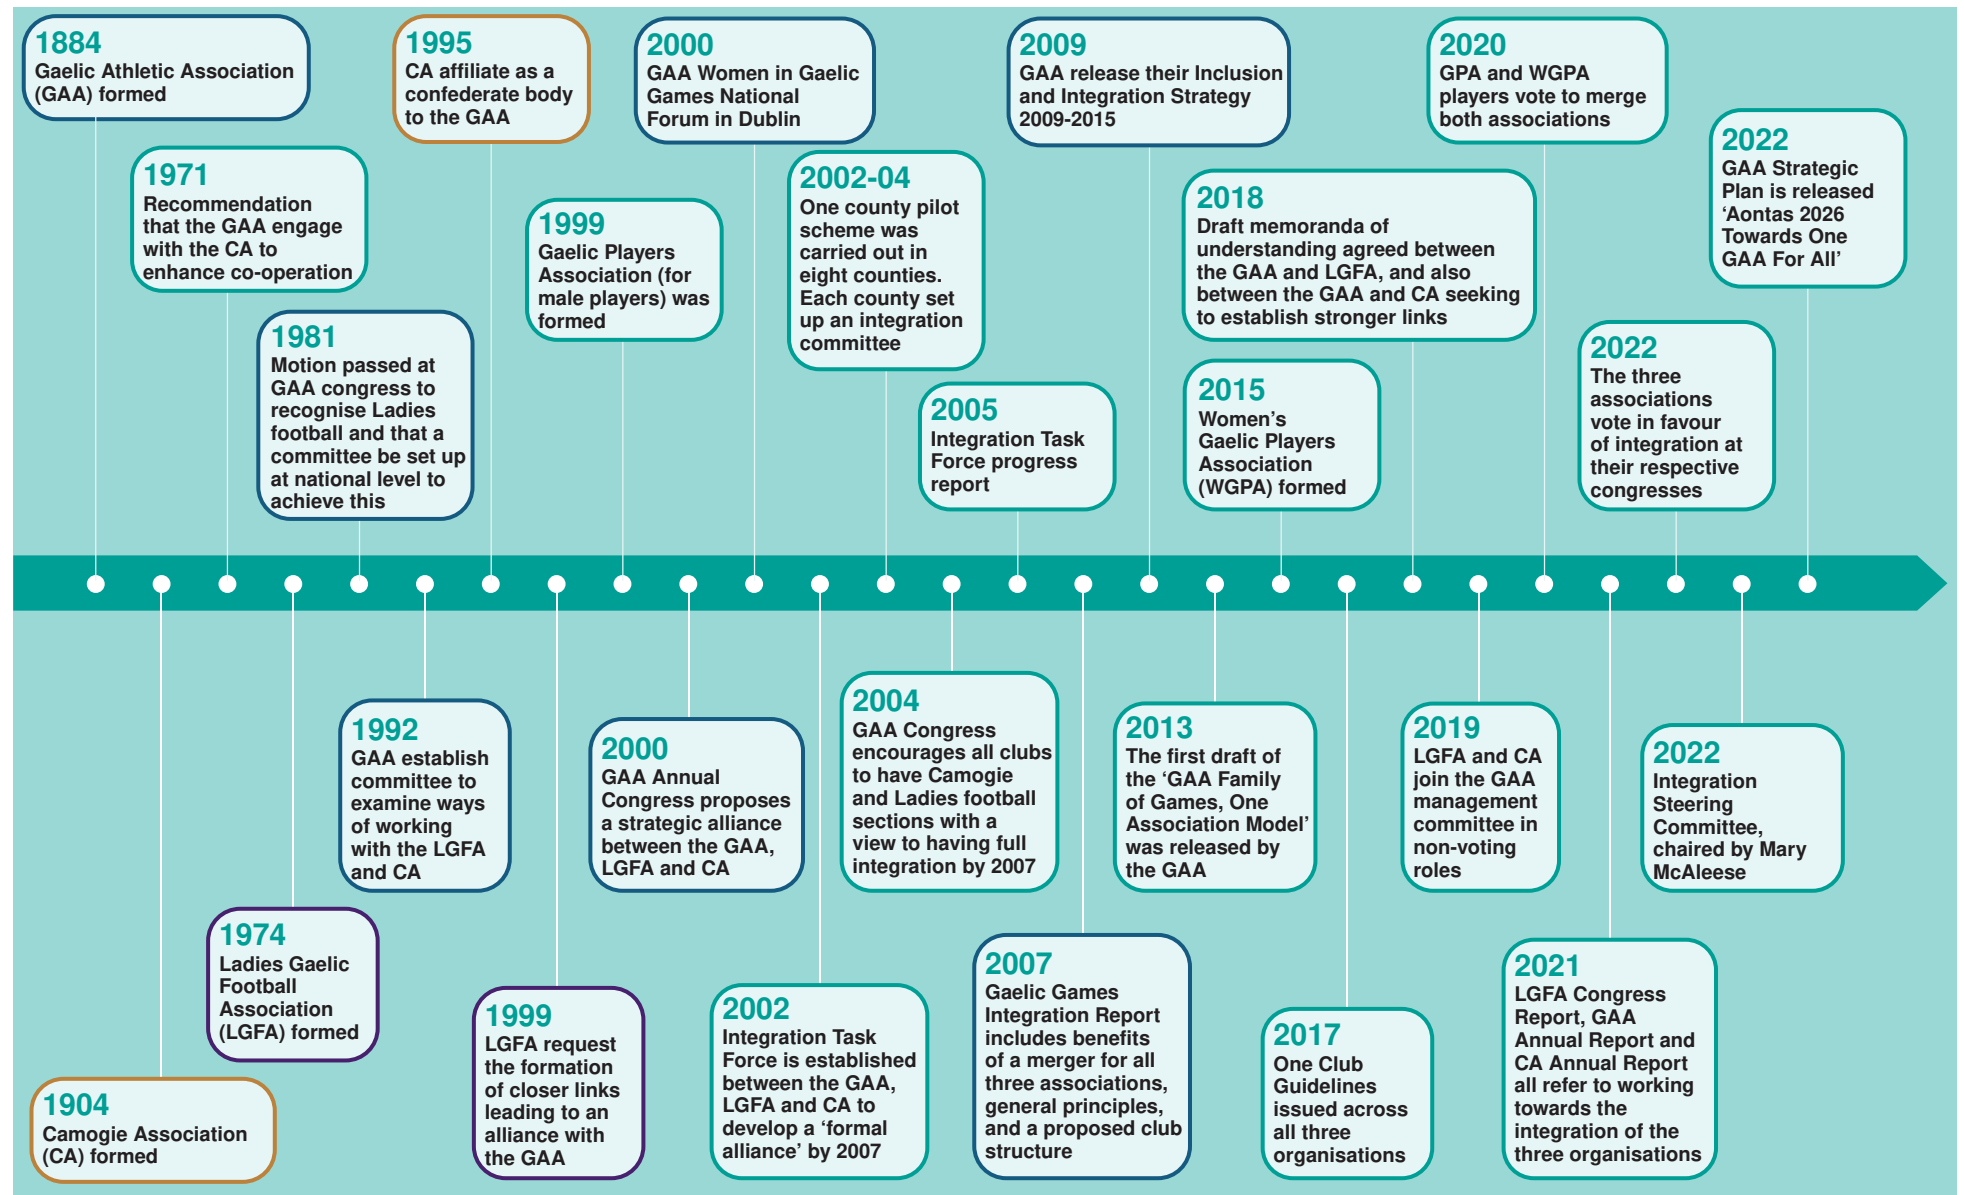 1884
Gaelic Athletic Association
(GAA) formed
1904
Camogie Association
(CA) formed
1971
Recommendation
that the GAA engage
with the CA to
enhance co-operation
1974
Ladies Gaelic
Football
Association
(LGFA) formed
1981
Motion passed at
GAA congress to
recognise Ladies
football and that a
committee be set up
at national level to
achieve this
1992
GAA establish
committee to
examine ways
of working
with the LGFA
and CA
1995
CA affiliate as a
confederate body
to the GAA
1999
LGFA request
the formation
of closer links
leading to an
alliance with
the GAA
1999
Gaelic Players
Association (for
male players) was
formed
2000
GAA Annual
Congress proposes
a strategic alliance
between the GAA,
LGFA and CA
2000
GAA Women in Gaelic
Games National
Forum in Dublin
2002
Integration Task
Force is established
between the GAA,
LGFA and CA to
develop a ‘formal
alliance’ by 2007
2002-04
One county pilot
scheme was
carried out in
eight counties.
Each county set
up an integration
committee
2004
GAA Congress
encourages all clubs
to have Camogie
and Ladies football
sections with a
view to having full
integration by 2007
2005
Integration Task
Force progress
report
2007
Gaelic Games
Integration Report
includes benefits
of a merger for all
three associations,
general principles,
and a proposed club
structure
2009
GAA release their Inclusion
and Integration Strategy
2009-2015
2013
The first draft of
the ‘GAA Family
of Games, One
Association Model’
was released by
the GAA
2015
Women’s
Gaelic Players
Association
(WGPA) formed
2017
One Club
Guidelines
issued across
all three
organisations
2018
Draft memoranda of
understanding agreed between
the GAA and LGFA, and also
between the GAA and CA seeking
to establish stronger links
2019
LGFA and CA
join the GAA
management
committee in
non-voting
roles
2020
GPA and WGPA
players vote to merge
both associations
2021
LGFA Congress
Report, GAA
Annual Report and
CA Annual Report
all refer to working
towards the
integration of the
three organisations
2022
The three
associations
vote in favour
of integration at
their respective
congresses
2022
Integration
Steering
Committee,
chaired by Mary
McAleese
2022
GAA Strategic
Plan is released
‘Aontas 2026
Towards One
GAA For All’